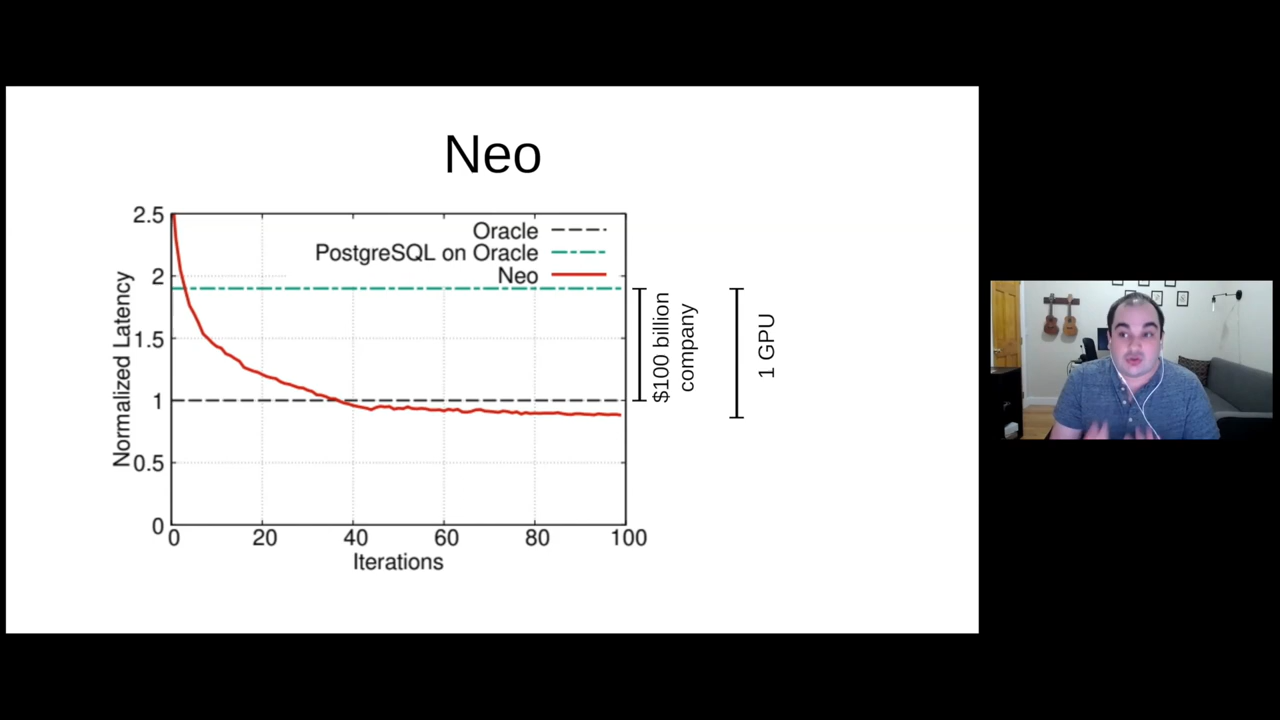 Neo
2.5
2
1.5
1
0.5
0
Normalized Latency
Oracle
PostgreSQL on Oracle
Neo
0 20 40 60 80 100
Iterations
$100 billion
company
1 GPU